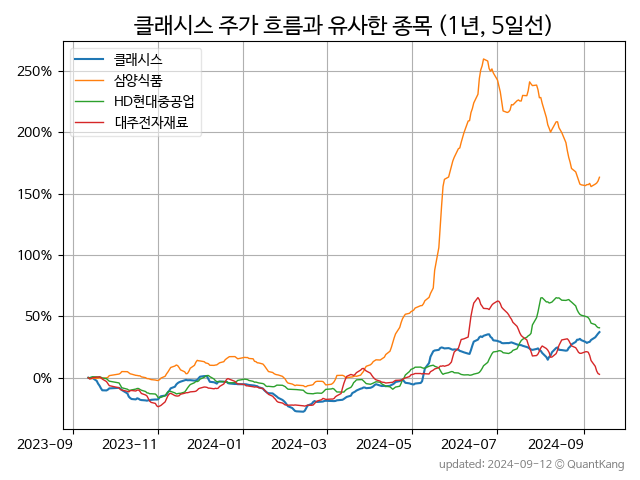 클래시스 주가 흐름과 유사한 종목 (1년, 5일선)
클래시스
삼양식품
HD현대중공업
대주전자재료
250%
200%
150%
100%
50%
0%
2023-09 2023-11 2024-01 2024-03 2024-05 2024-07 2024-09
updated: 2024-09-12 © QuantKang